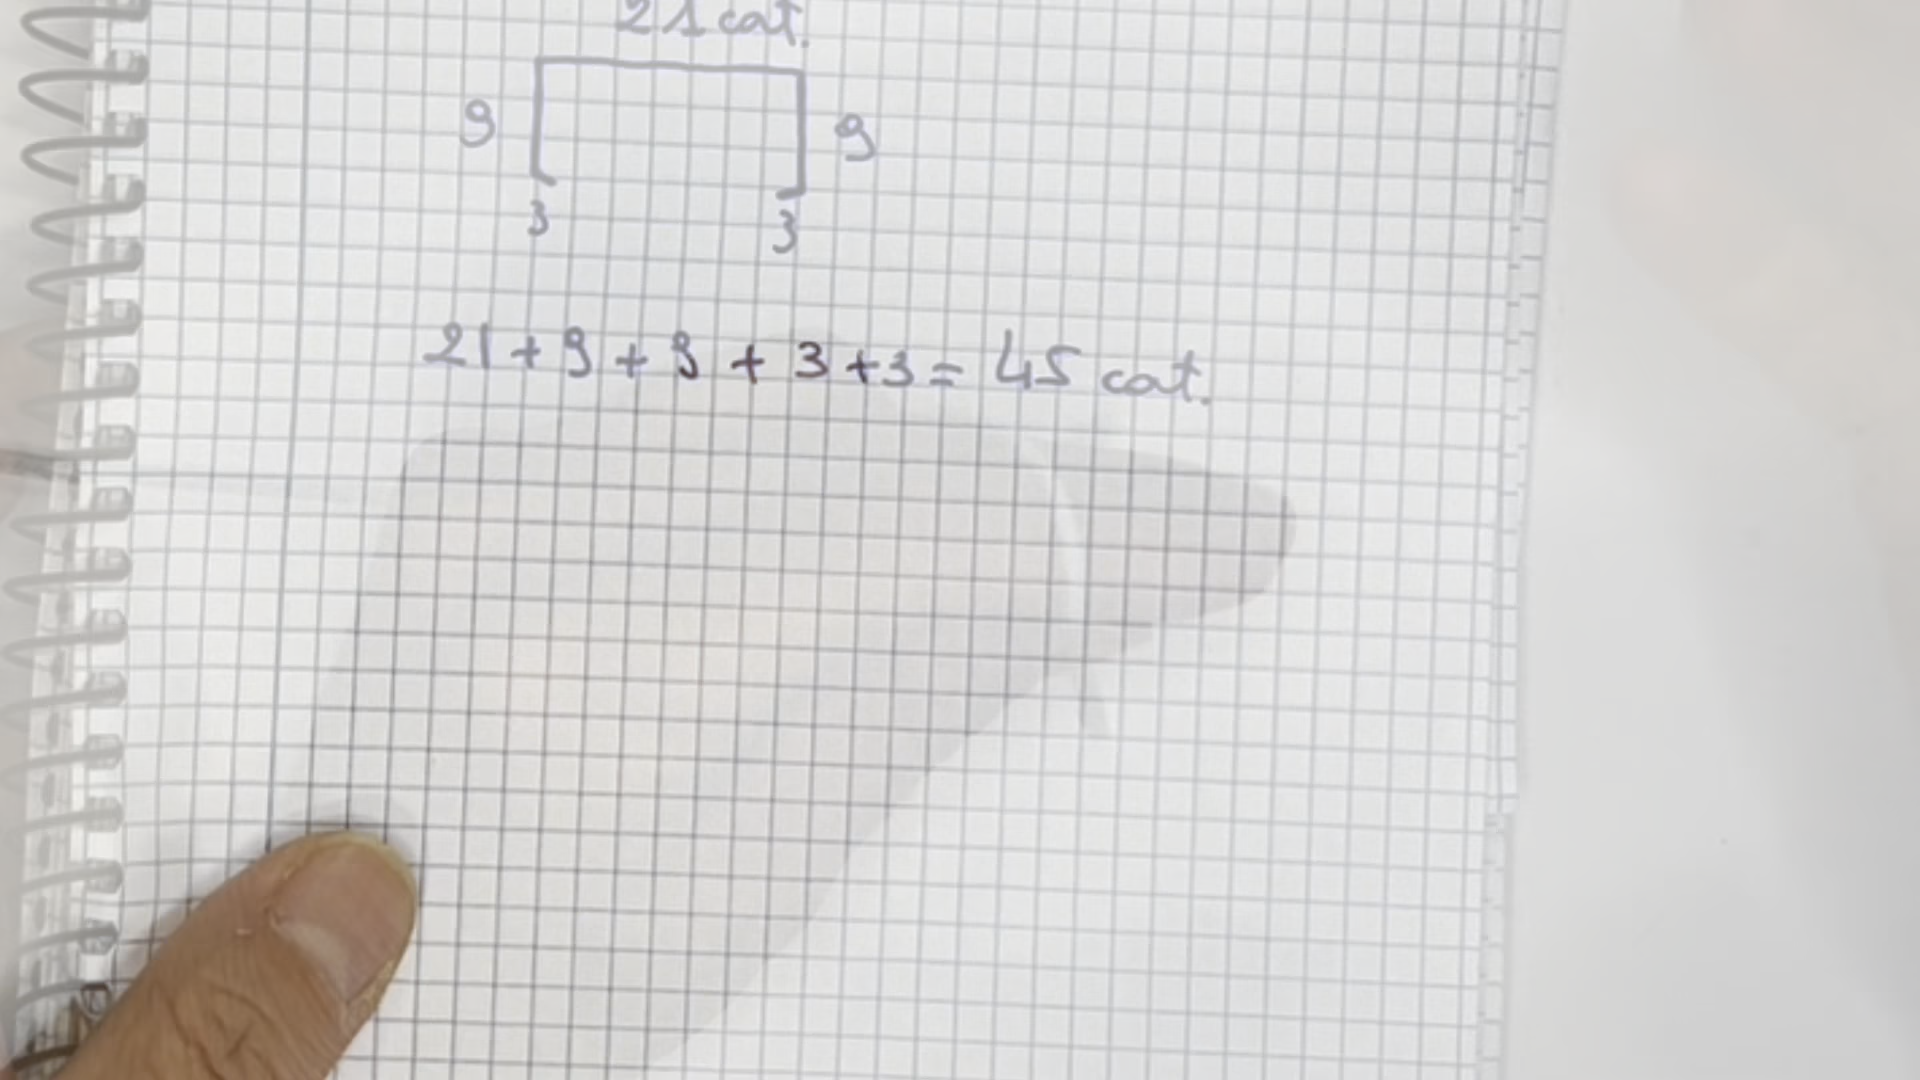 21 cat.
9 9
3 3
21 + 9 + 9 + 3 + 3 = 45 cat.